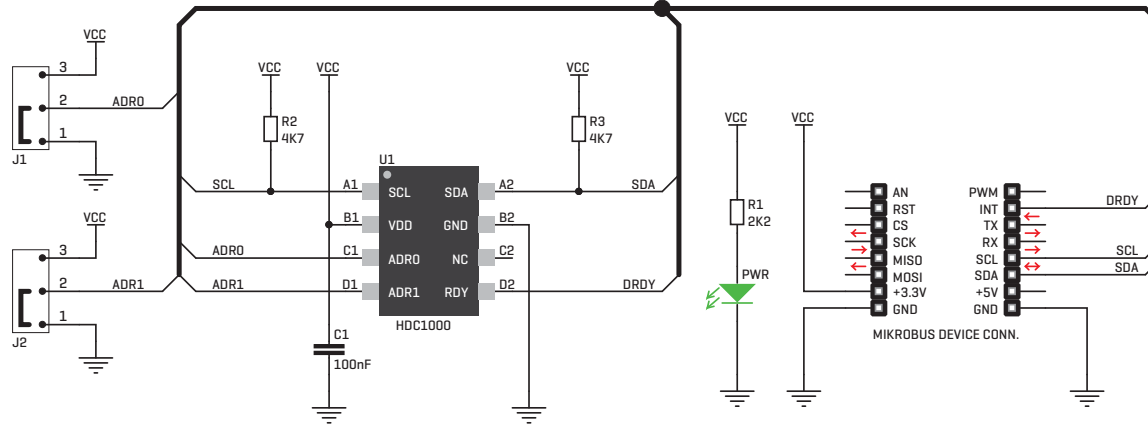 VCC
3
2
ADR0
1
J1
VCC
3
2
ADR1
1
J2
VCC
R2
4K7
VCC
VCC
R3
4K7
U1
SCL
A1
SCL
SDA
A2
SDA
B1
VDD
GND
B2
ADR0
C1
ADR0
NC
C2
ADR1
D1
ADR1
RDY
D2
DRDY
HDC1000
C1
100nF
VCC
R1
2K2
PWR
VCC
AN
RST
CS
SCK
MISO
MOSI
+3.3V
GND
PWM
INT
TX
RX
SCL
SDA
+5V
GND
DRDY
SCL
SDA
MIKROBUS DEVICE CONN.